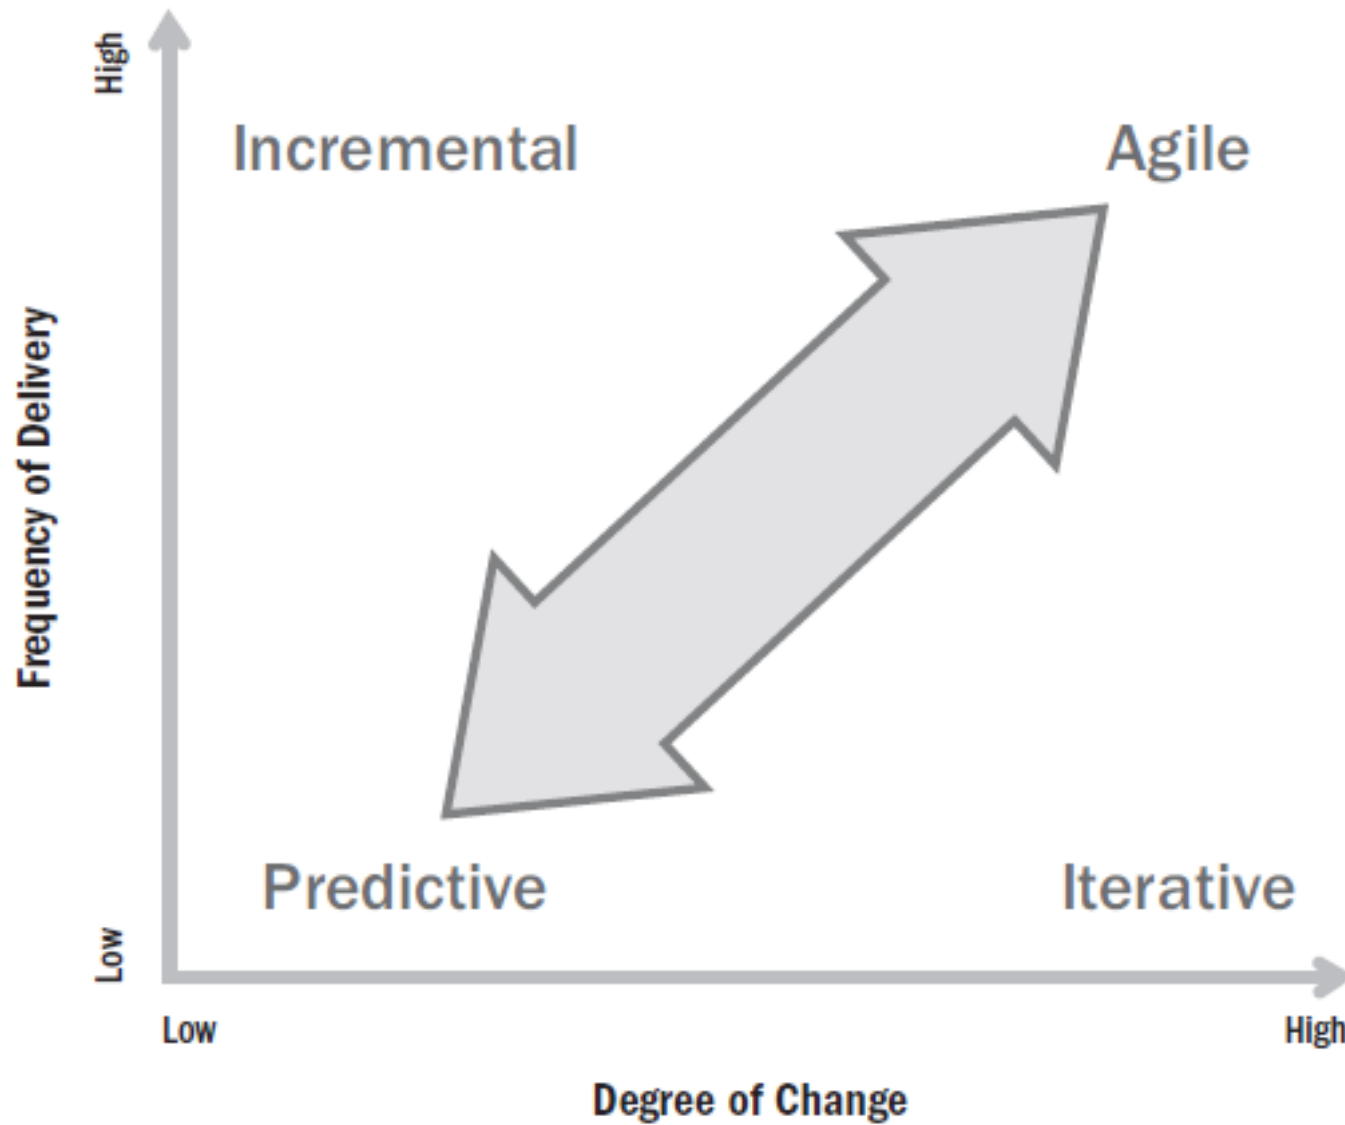 High
Incremental
Agile
Frequency of Delivery
Predictive
Iterative
Low
Low
High
Degree of Change